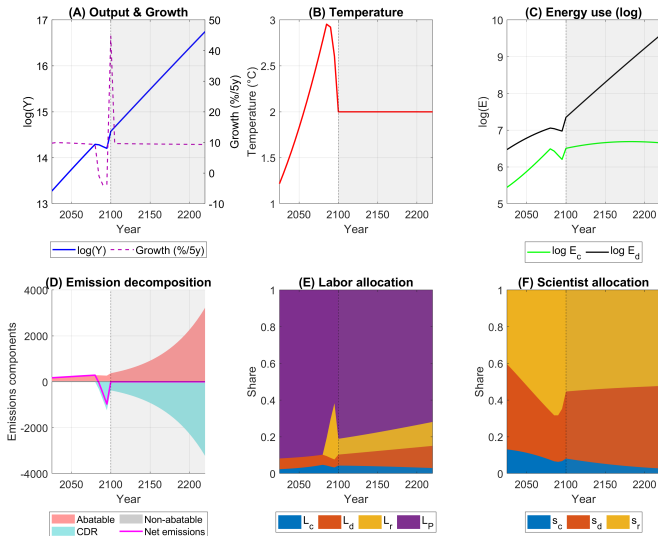 (A) Output & Growth
17
16
15
14
13
log(Y)
50
40
30
20
10
0
-10
Growth (%/5y)
2050 2100 2150 2200
Year
log(Y) Growth (%/5y)
(B) Temperature
3
2
1
Temperature (°C)
2050 2100 2150 2200
Year
(C) Energy use (log)
10
9
8
7
6
5
log(E)
2050 2100 2150 2200
Year
log E_c log E_d
(D) Emission decomposition
4000
2000
0
-2000
-4000
Emissions components
2050 2100 2150 2200
Year
Abatable Non-abatable
CDR Net emissions
(E) Labor allocation
1
0.8
0.6
0.4
0.2
0
Share
2050 2100 2150 2200
Year
L_c L_d L_r L_P
(F) Scientist allocation
1
0.8
0.6
0.4
0.2
0
Share
2050 2100 2150 2200
Year
s_c s_d s_r